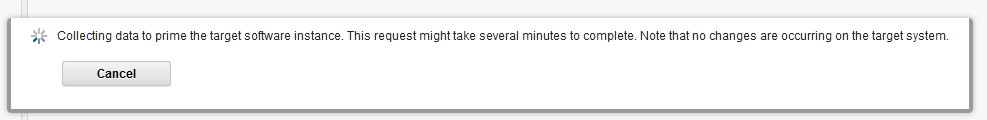 Collecting data to prime the target software instance. This request might take several minutes to complete. Note that no changes are occurring on the target system.
Cancel